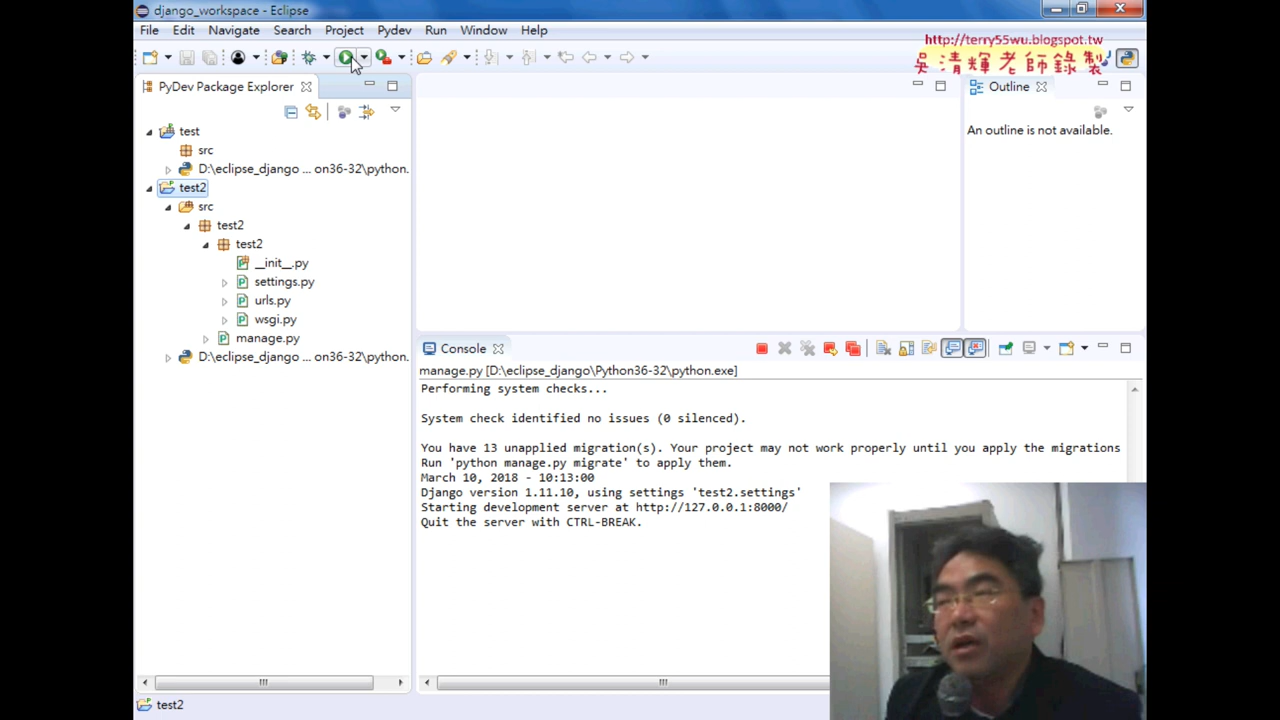 django_workspace - Eclipse
File Edit Navigate Search Project Pydev Run Window Help
http://terry55wu.blogspot.tw
吳清輝老師錄製
PyDev Package Explorer
Outline
An outline is not available.
test
src
D:\eclipse_django ... on36-32\python.
test2
src
test2
test2
__init__.py
settings.py
urls.py
wsgi.py
manage.py
D:\eclipse_django ... on36-32\python.
Console
manage.py [D:\eclipse_django\Python36-32\python.exe]
Performing system checks...
System check identified no issues (0 silenced).
You have 13 unapplied migration(s). Your project may not work properly until you apply the migrations
Run 'python manage.py migrate' to apply them.
March 10, 2018 - 10:13:00
Django version 1.11.10, using settings 'test2.settings'
Starting development server at http://127.0.0.1:8000/
Quit the server with CTRL-BREAK.
test2